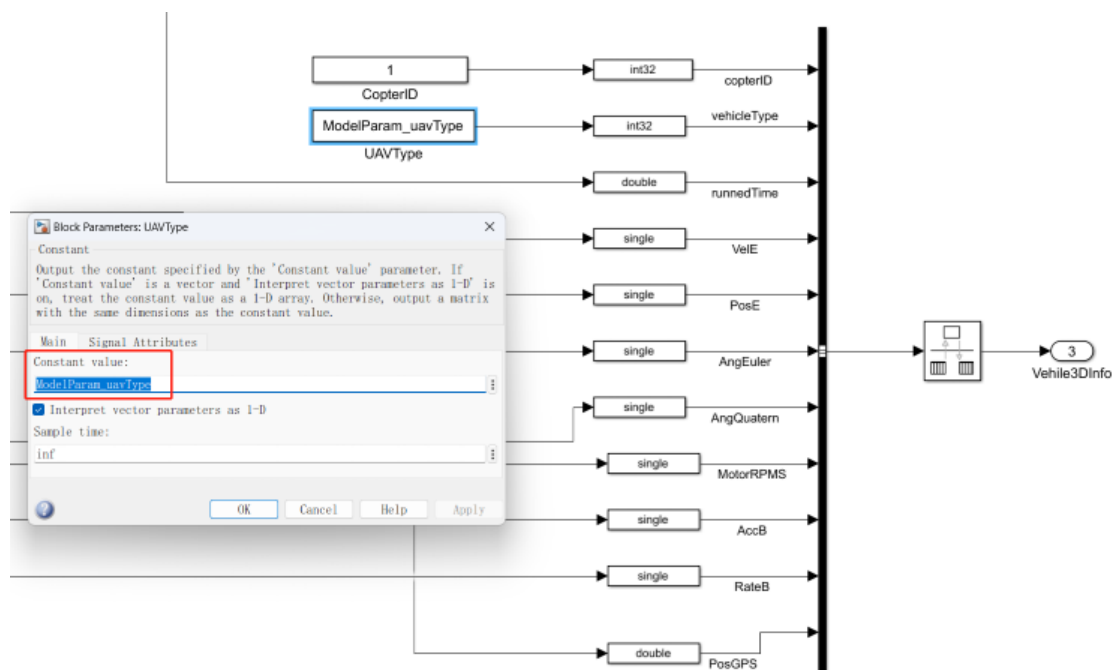 1
CopterID
int32
copterID
ModelParam_uavType
UAVType
int32
vehicleType
double
runnedTime
single
VelE
single
PosE
single
AngEuler
single
AngQuatern
single
MotorRPMS
single
AccB
single
RateB
double
PosGPS
3
Vehile3DInfo
Block Parameters: UAVType
Constant
Output the constant specified by the 'Constant value' parameter. If
'Constant value' is a vector and 'Interpret vector parameters as 1-D' is
on, treat the constant value as a 1-D array. Otherwise, output a matrix
with the same dimensions as the constant value.
Main Signal Attributes
Constant value:
ModelParam_uavType
Interpret vector parameters as 1-D
Sample time:
inf
OK Cancel Help Apply